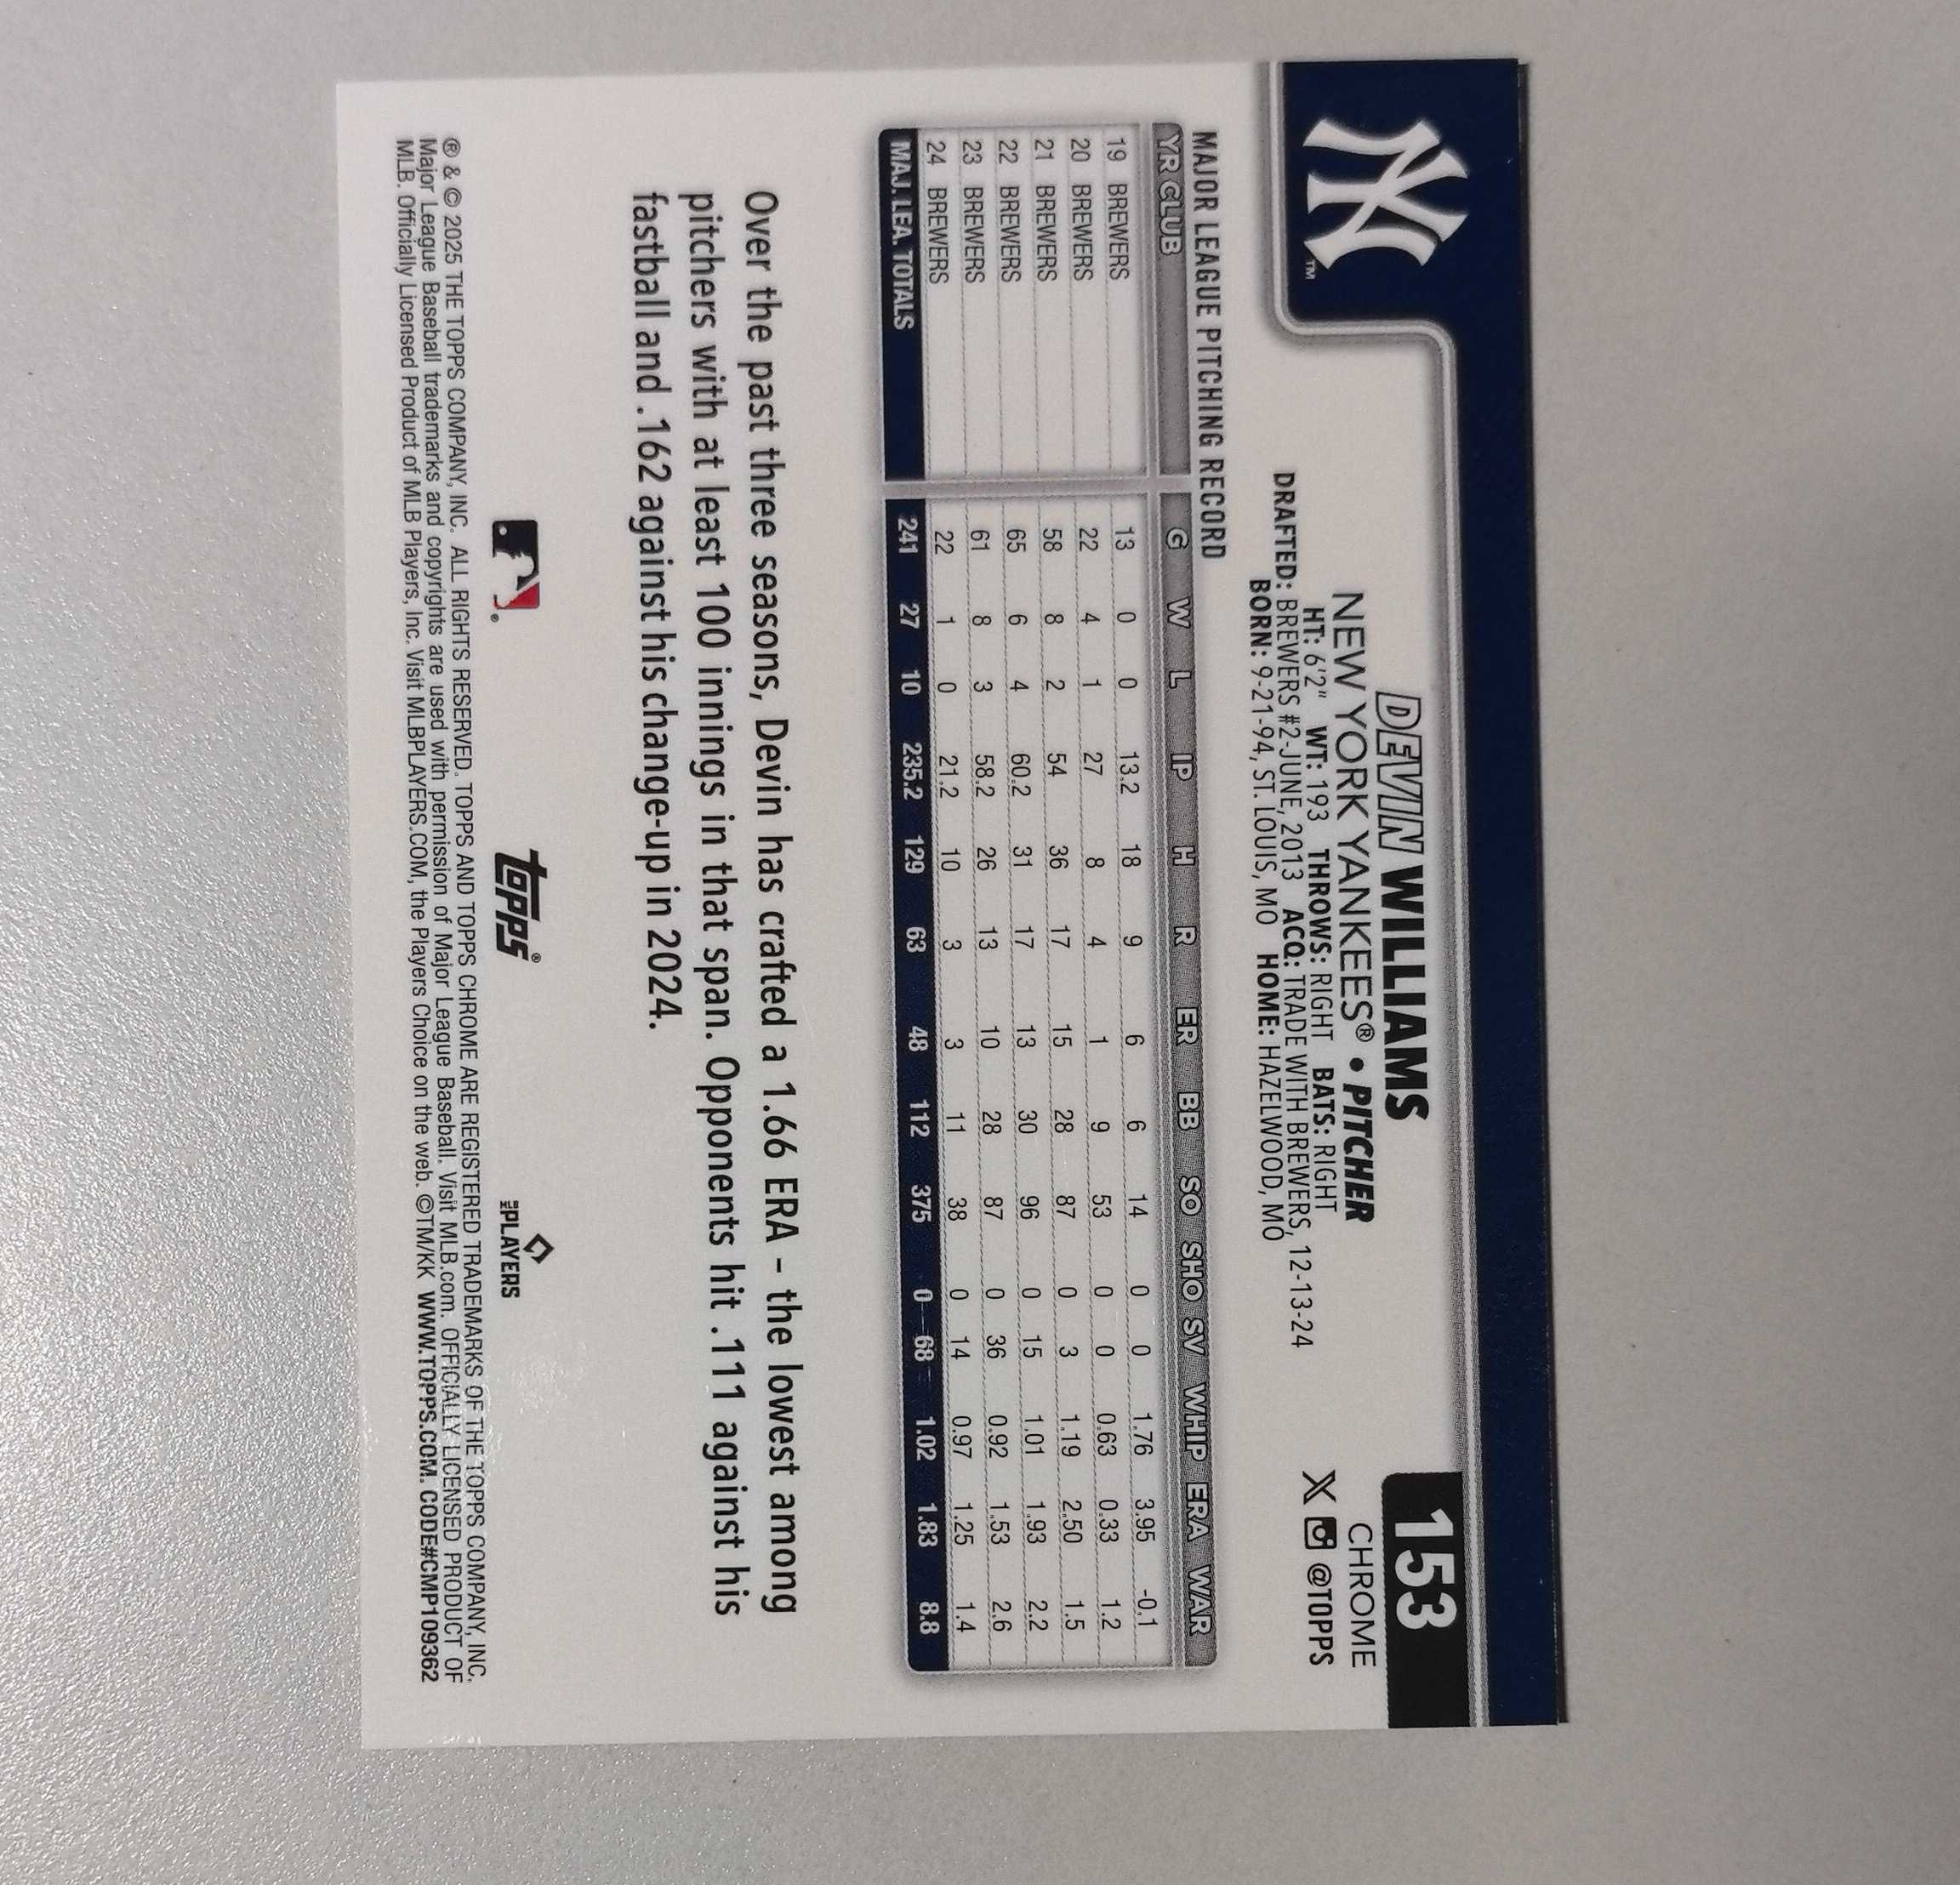 NY TM
153
CHROME
DEVIN WILLIAMS
NEW YORK YANKEES® • PITCHER
HT: 6'2" WT: 193 THROWS: RIGHT BATS: RIGHT
DRAFTED: BREWERS #2-JUNE, 2013 ACQ: TRADE WITH BREWERS, 12-13-24
BORN: 9-21-94, ST. LOUIS, MO HOME: HAZELWOOD, MO
X @TOPPS
MAJOR LEAGUE PITCHING RECORD
YR CLUB G W L IP H R ER BB SO SHO SV WHIP ERA WAR
19 BREWERS 13 0 0 13.2 18 9 6 6 14 0 0 1.76 3.95 -0.1
20 BREWERS 22 4 1 27 8 4 1 9 53 0 0 0.63 0.33 1.2
21 BREWERS 58 8 2 54 36 17 15 28 87 0 3 1.19 2.50 1.5
22 BREWERS 65 6 4 60.2 31 17 13 30 96 0 15 1.01 1.93 2.2
23 BREWERS 61 8 3 58.2 26 13 10 28 87 0 36 0.92 1.53 2.6
24 BREWERS 22 1 0 21.2 10 3 3 11 38 0 14 0.97 1.25 1.4
MAJ. LEA. TOTALS 241 27 10 235.2 129 63 48 112 375 0 68 1.02 1.83 8.8
Over the past three seasons, Devin has crafted a 1.66 ERA – the lowest among
pitchers with at least 100 innings in that span. Opponents hit .111 against his
fastball and .162 against his change-up in 2024.
topps®
MLB PLAYERS
® & © 2025 THE TOPPS COMPANY, INC. ALL RIGHTS RESERVED. TOPPS AND TOPPS CHROME ARE REGISTERED TRADEMARKS OF THE TOPPS COMPANY, INC.
Major League Baseball trademarks and copyrights are used with permission of Major League Baseball. Visit MLB.com. OFFICIALLY LICENSED PRODUCT OF
MLB. Officially Licensed Product of MLB Players, Inc. Visit MLBPLAYERS.COM, the Players Choice on the web. ©TM/KK WWW.TOPPS.COM. CODE#CMP109362